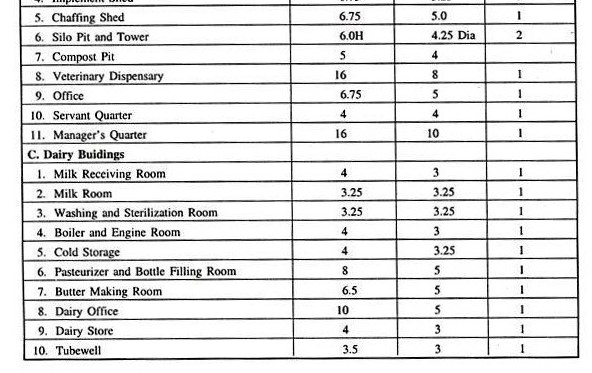 5. Chaffing Shed 6.75 5.0 1
6. Silo Pit and Tower 6.0H 4.25 Dia 2
7. Compost Pit 5 4
8. Veterinary Dispensary 16 8 1
9. Office 6.75 5 1
10. Servant Quarter 4 4 1
11. Manager's Quarter 16 10 1
C. Dairy Buidings
1. Milk Receiving Room 4 3 1
2. Milk Room 3.25 3.25 1
3. Washing and Sterilization Room 3.25 3.25 1
4. Boiler and Engine Room 4 3 1
5. Cold Storage 4 3.25 1
6. Pasteurizer and Bottle Filling Room 8 5 1
7. Butter Making Room 6.5 5 1
8. Dairy Office 10 5 1
9. Dairy Store 4 3 1
10. Tubewell 3.5 3 1